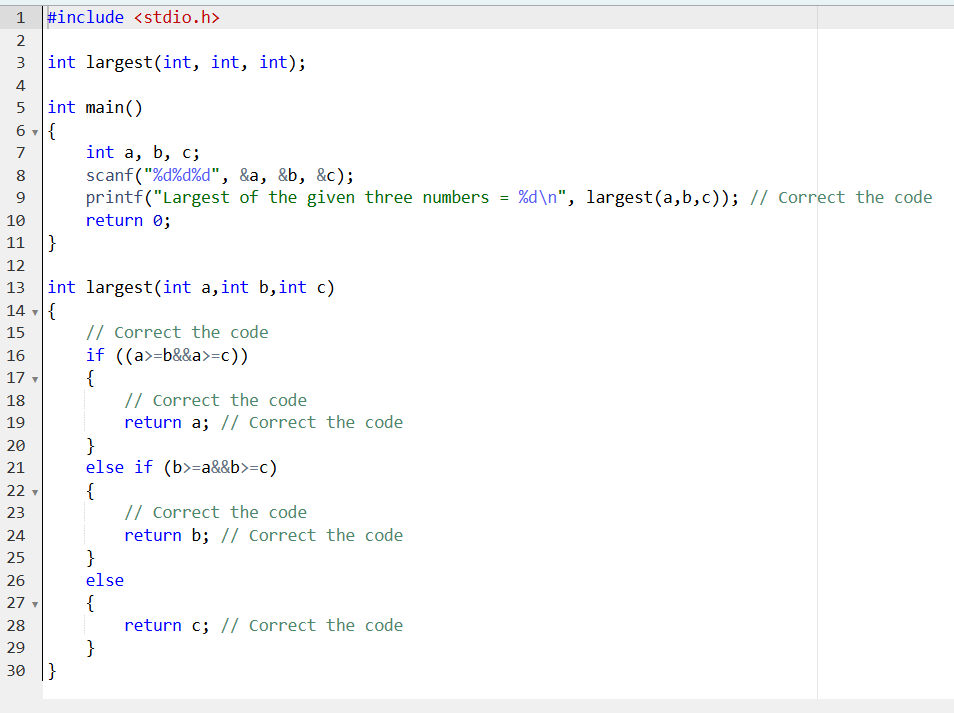 1 #include <stdio.h>
2
3 int largest(int, int, int);
4
5 int main()
6 {
7     int a, b, c;
8     scanf("%d%d%d", &a, &b, &c);
9     printf("Largest of the given three numbers = %d\n", largest(a,b,c)); // Correct the code
10     return 0;
11 }
12
13 int largest(int a,int b,int c)
14 {
15     // Correct the code
16     if ((a>=b&&a>=c))
17     {
18         // Correct the code
19         return a; // Correct the code
20     }
21     else if (b>=a&&b>=c)
22     {
23         // Correct the code
24         return b; // Correct the code
25     }
26     else
27     {
28         return c; // Correct the code
29     }
30 }